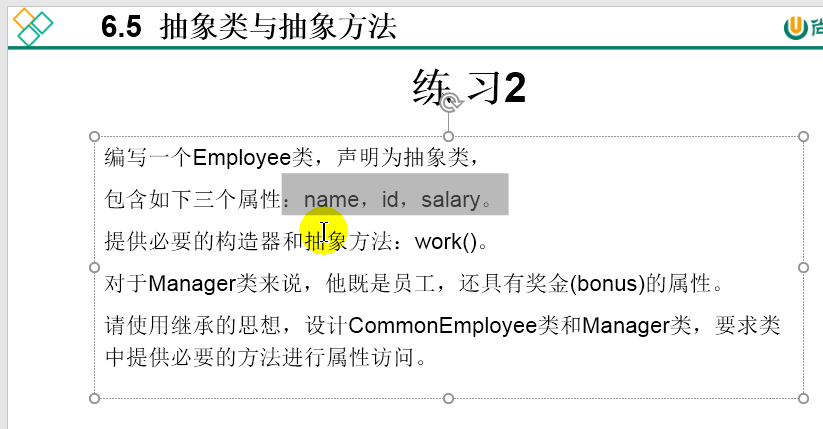 6.5 抽象类与抽象方法
尚
练 习2
编写一个Employee类，声明为抽象类，
包含如下三个属性：name，id，salary。
提供必要的构造器和抽象方法：work()。
对于Manager类来说，他既是员工，还具有奖金(bonus)的属性。
请使用继承的思想，设计CommonEmployee类和Manager类，要求类
中提供必要的方法进行属性访问。